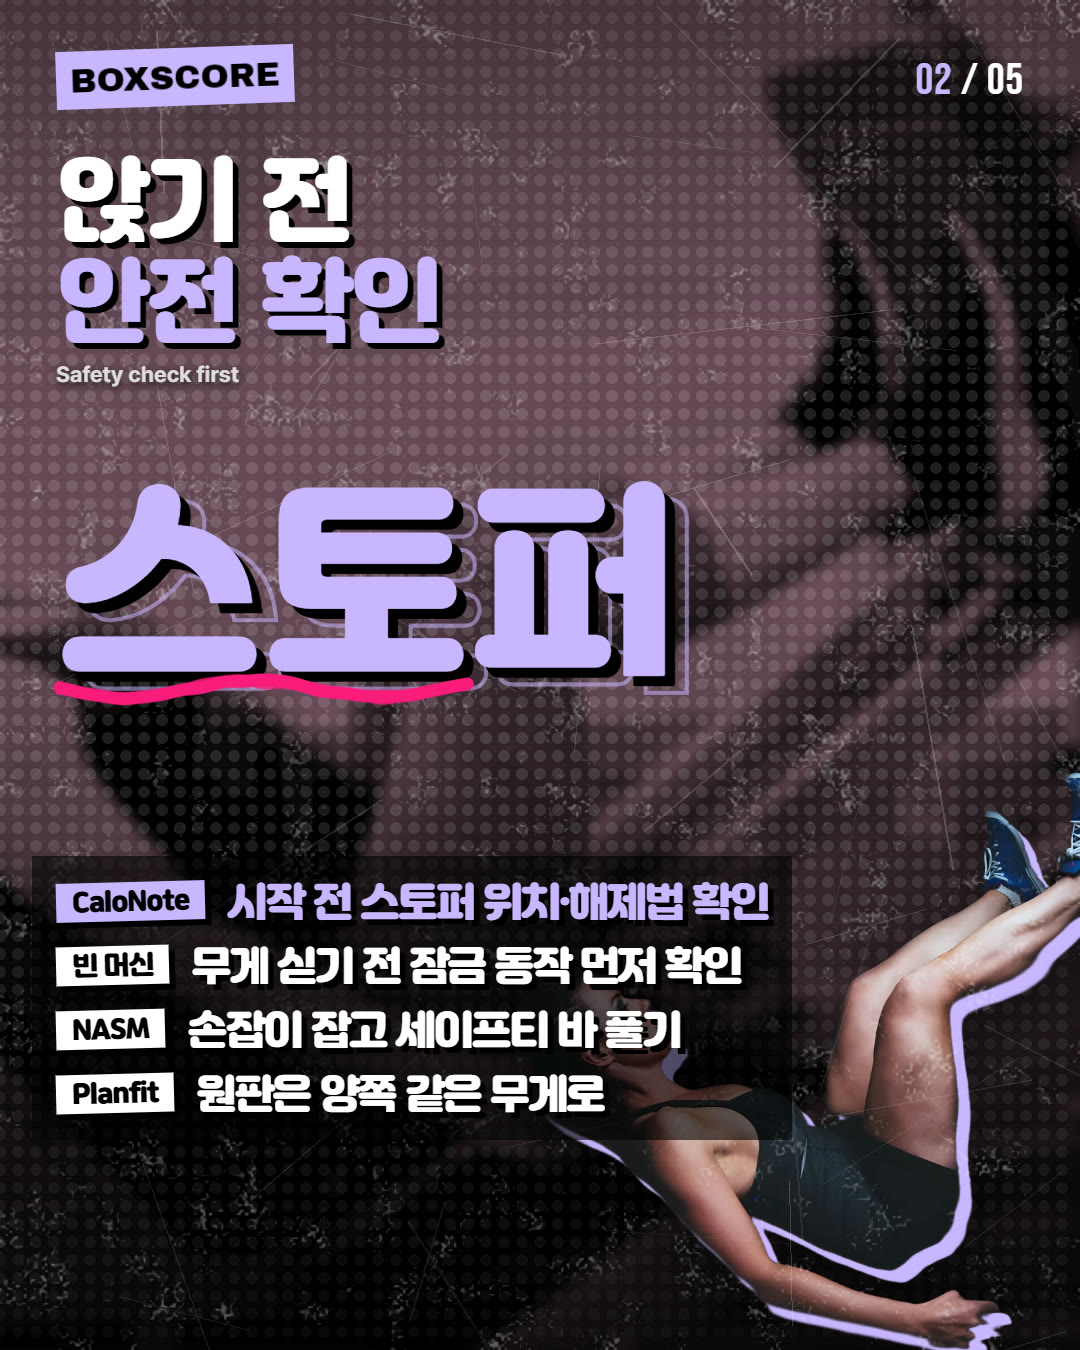 BOXSCORE
02 / 05
앉기 전
안전 확인
Safety check first
스토퍼
CaloNote 시작 전 스토퍼 위치·해제법 확인
빈 머신 무게 싣기 전 잠금 동작 먼저 확인
NASM 손잡이 잡고 세이프티 바 풀기
Planfit 원판은 양쪽 같은 무게로